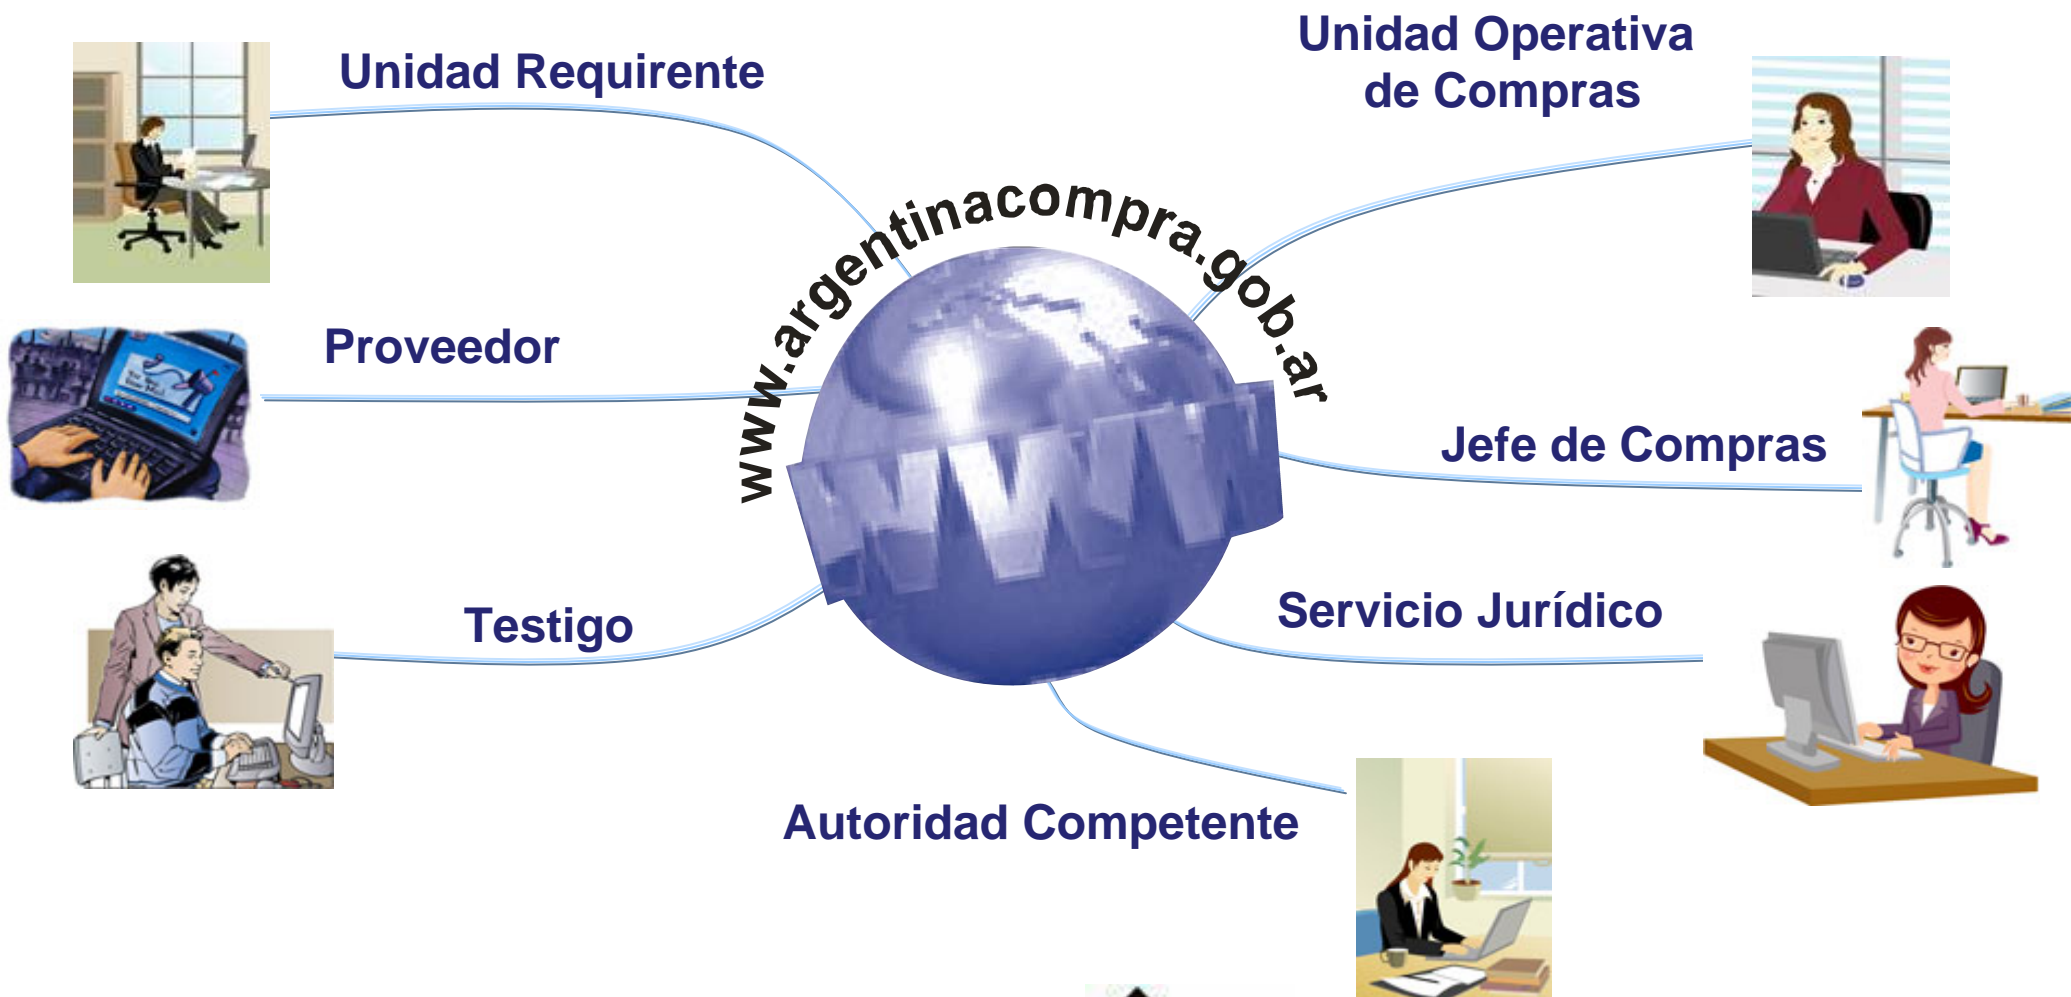 Unidad Requirente
Unidad Operativa
de Compras
www.argentinacompra.gob.ar
Proveedor
Jefe de Compras
Testigo
Servicio Jurídico
Autoridad Competente
WWW